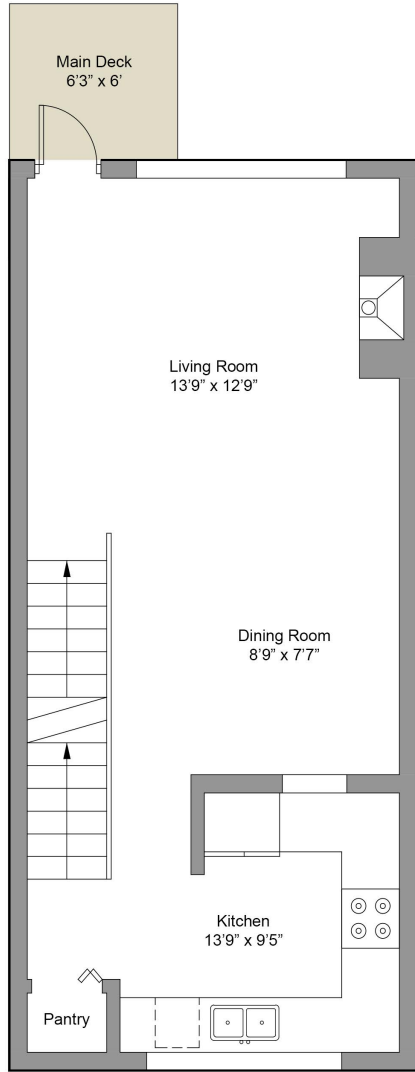 Main Deck
6’3” x 6’
Living Room
13’9” x 12’9”
Dining Room
8’9” x 7’7”
Kitchen
13’9” x 9’5”
Pantry